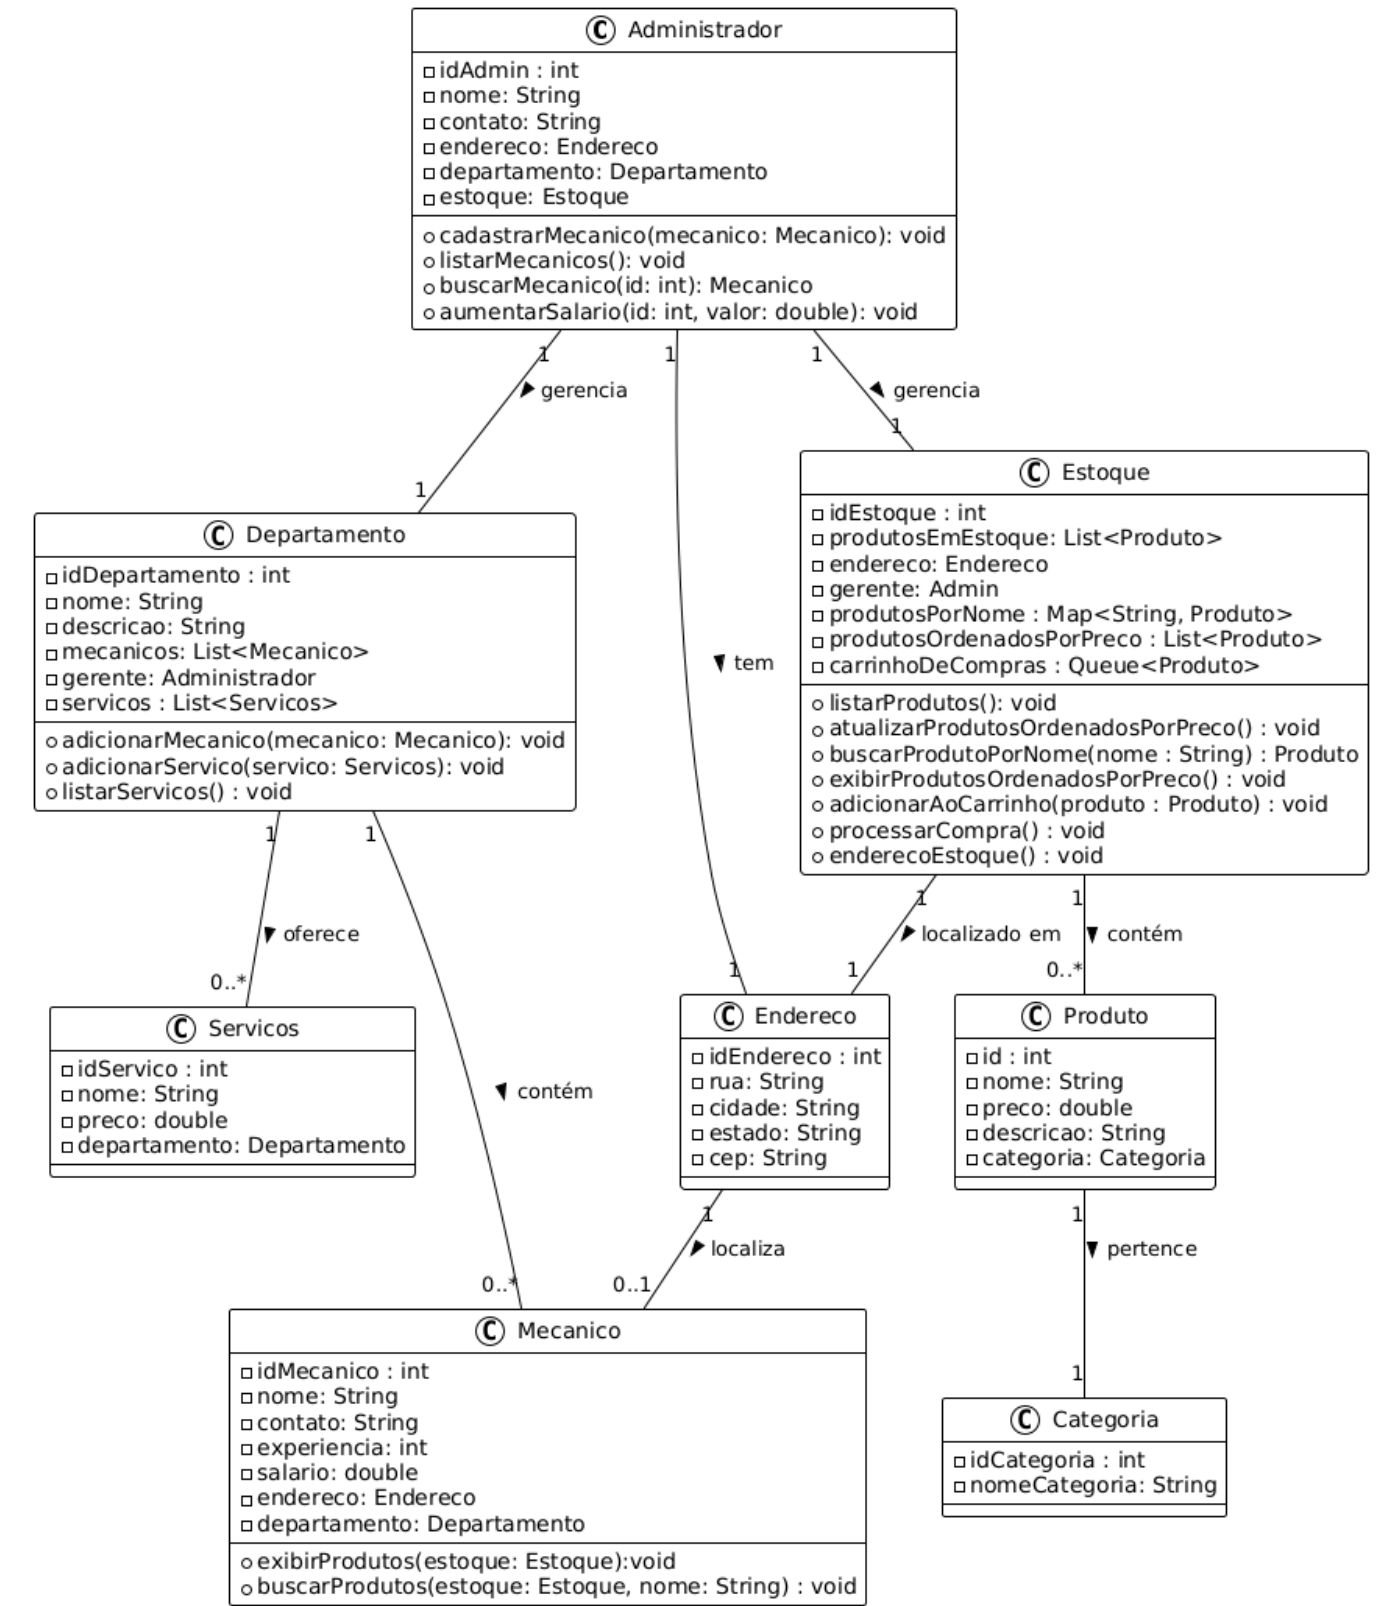 C Administrador
idAdmin : int
nome: String
contato: String
endereco: Endereco
departamento: Departamento
estoque: Estoque
cadastrarMecanico(mecanico: Mecanico): void
listarMecanicos(): void
buscarMecanico(id: int): Mecanico
aumentarSalario(id: int, valor: double): void
1 1 1
gerencia gerencia
1
1
C Estoque
idEstoque : int
produtosEmEstoque: List<Produto>
endereco: Endereco
gerente: Admin
produtosPorNome : Map<String, Produto>
produtosOrdenadosPorPreco : List<Produto>
carrinhoDeCompras : Queue<Produto>
listarProdutos(): void
atualizarProdutosOrdenadosPorPreco() : void
buscarProdutoPorNome(nome : String) : Produto
exibirProdutosOrdenadosPorPreco() : void
adicionarAoCarrinho(produto : Produto) : void
processarCompra() : void
enderecoEstoque() : void
C Departamento
idDepartamento : int
nome: String
descricao: String
mecanicos: List<Mecanico>
gerente: Administrador
servicos : List<Servicos>
adicionarMecanico(mecanico: Mecanico): void
adicionarServico(servico: Servicos): void
listarServicos() : void
tem
1 1 1 1
oferece localizado em contém
0..* 1 1 0..*
C Servicos
idServico : int
nome: String
preco: double
departamento: Departamento
C Endereco
idEndereco : int
rua: String
cidade: String
estado: String
cep: String
C Produto
id : int
nome: String
preco: double
descricao: String
categoria: Categoria
contém
1 1
localiza pertence
0..* 0..1
1
C Mecanico
idMecanico : int
nome: String
contato: String
experiencia: int
salario: double
endereco: Endereco
departamento: Departamento
exibirProdutos(estoque: Estoque):void
buscarProdutos(estoque: Estoque, nome: String) : void
C Categoria
idCategoria : int
nomeCategoria: String